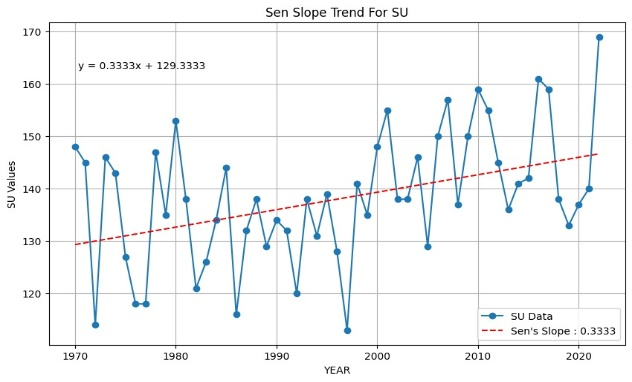 Sen Slope Trend For SU
170
y = 0.3333x + 129.3333
160
150
SU Values
140
130
120
SU Data
Sen's Slope : 0.3333
1970 1980 1990 2000 2010 2020
YEAR